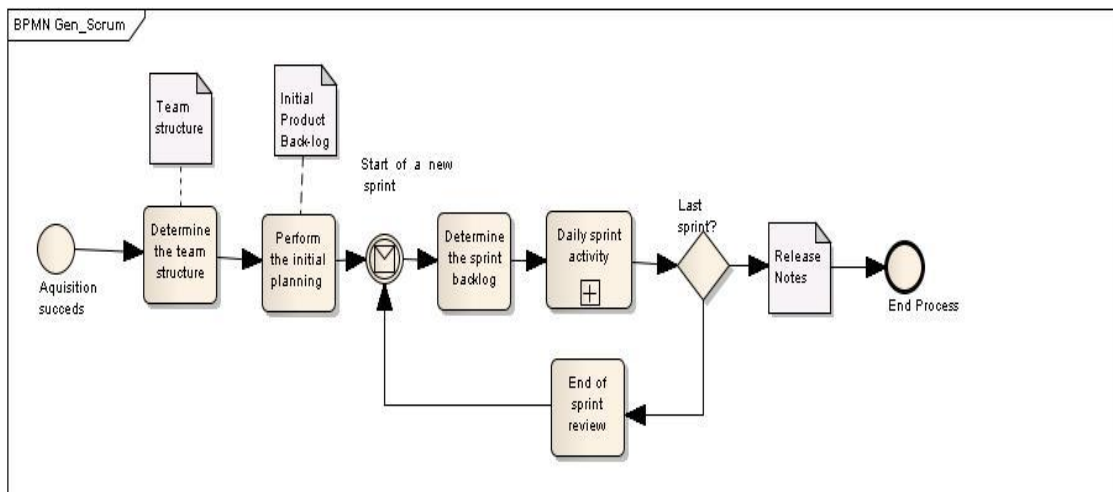 BPMN Gen_Scrum
Team
structure
Initial
Product
Back-log
Start of a new
sprint
Aquisition
succeds
Determine
the team
structure
Perform
the initial
planning
Determine
the sprint
backlog
Daily sprint
activity
Last
sprint?
Release
Notes
End Process
End of
sprint
review